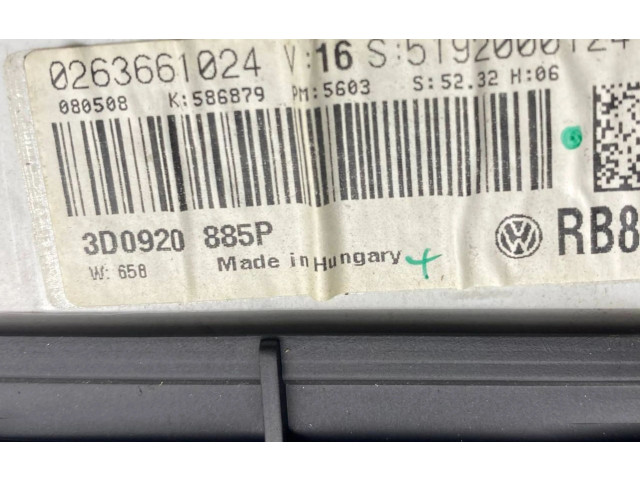 0263661024 V:16 S:5192000124
080508 K:586879 PM:5603 S:52.32 H:06
3D0920 885P RB8
W: 658 Made in Hungary